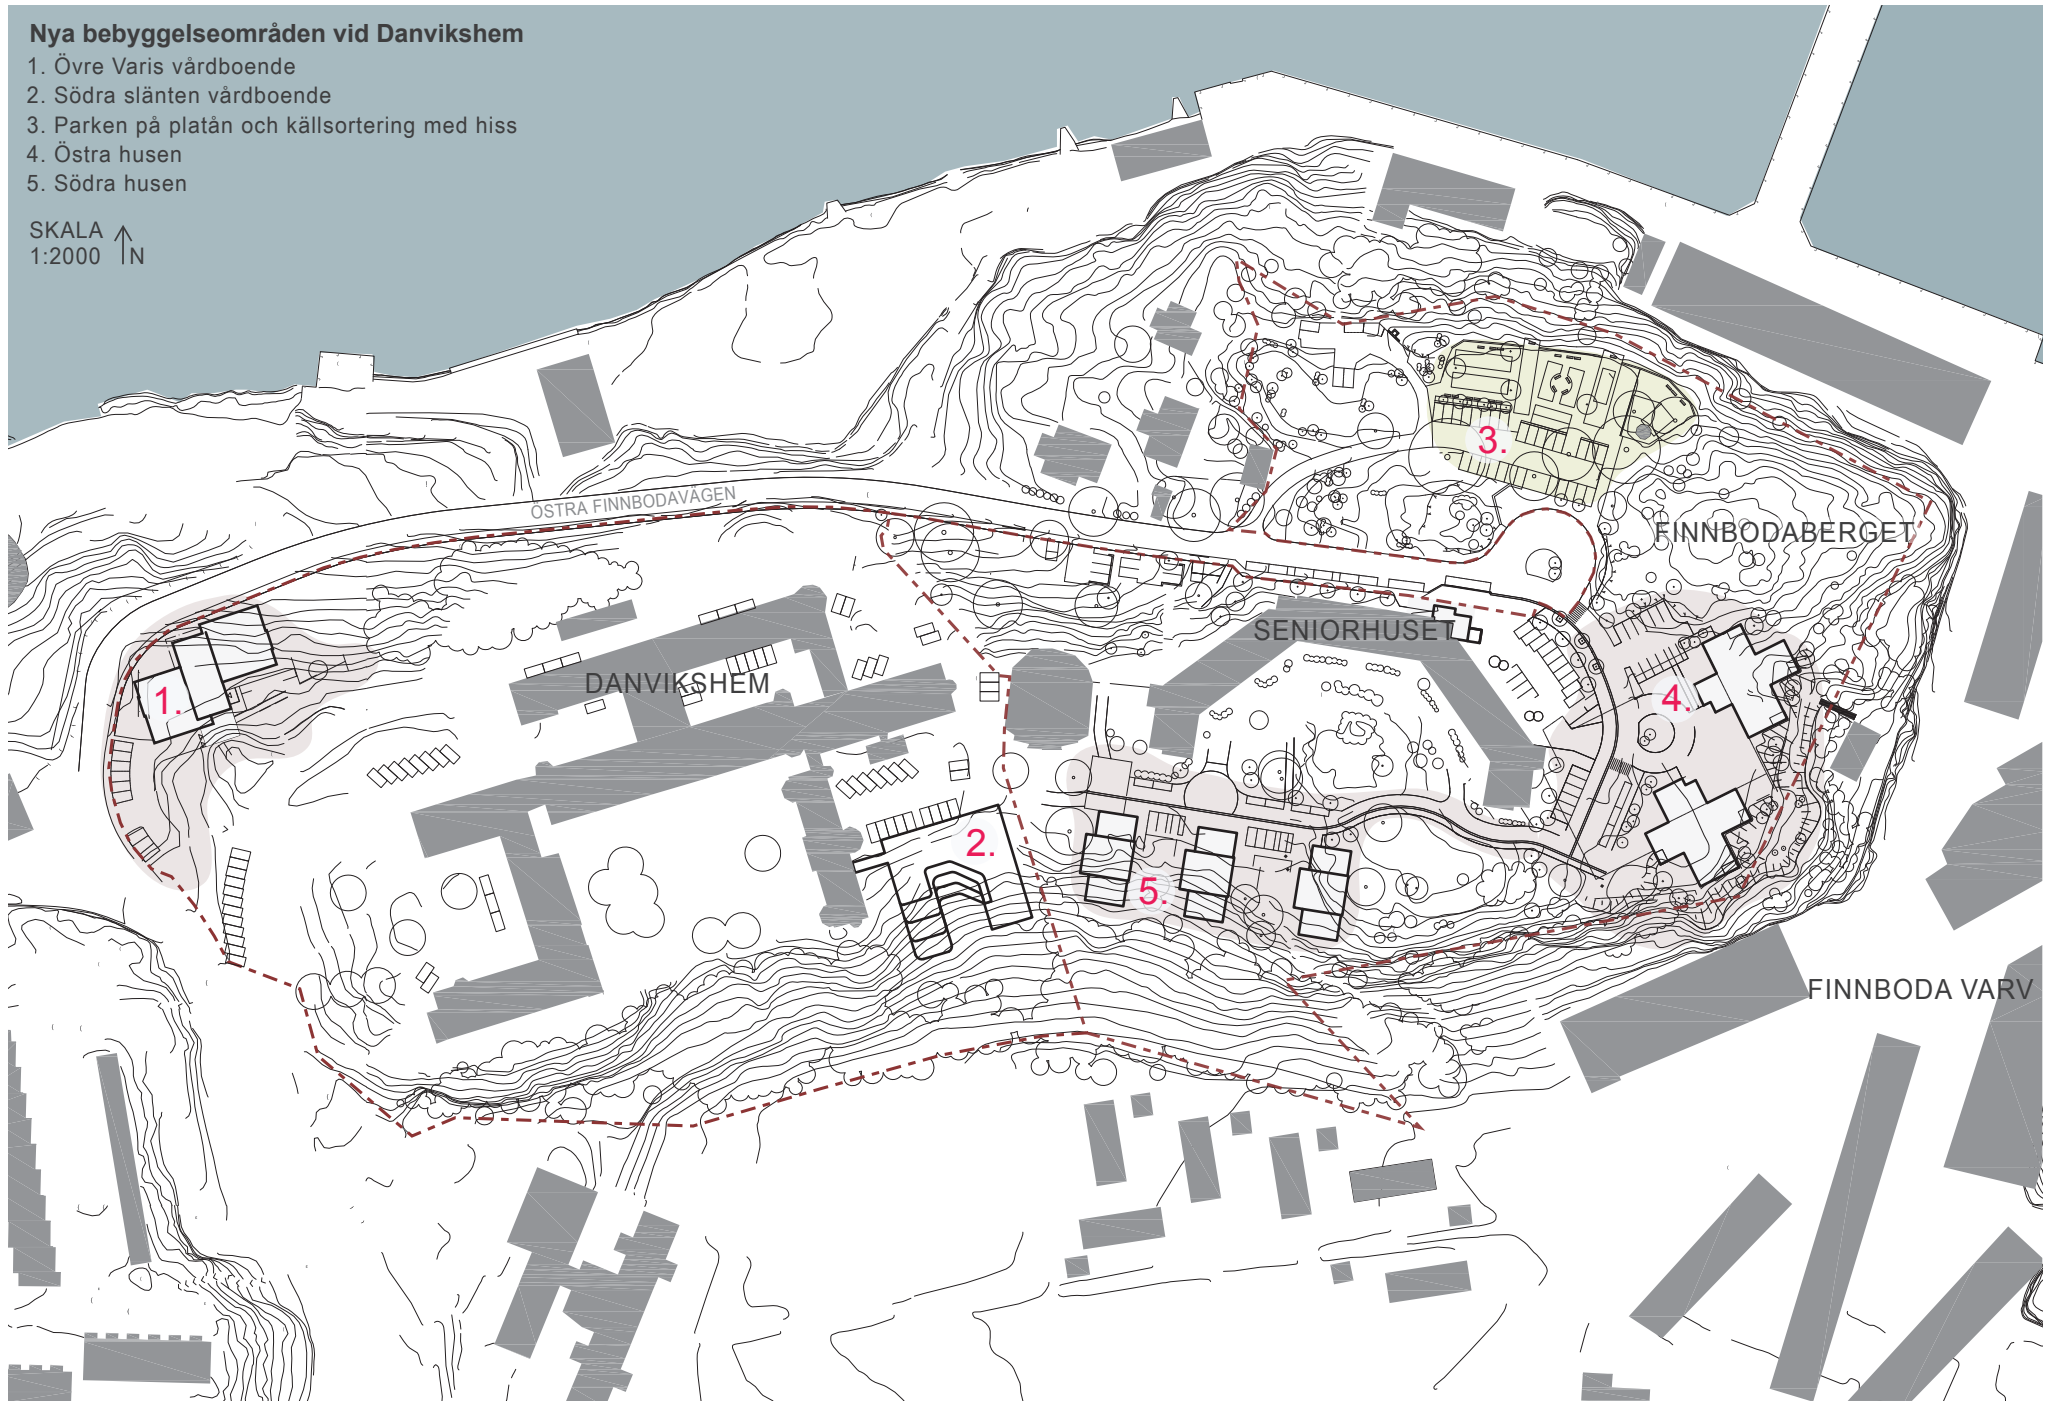 Nya bebyggelseområden vid Danvikshem
1. Övre Varis vårdboende
2. Södra slänten vårdboende
3. Parken på platån och källsortering med hiss
4. Östra husen
5. Södra husen
SKALA
1:2000 N
3.
ÖSTRA FINNBODAVÄGEN
FINNBODABERGET
SENIORHUSET
DANVIKSHEM
1.
4.
2.
5.
FINNBODA VARV